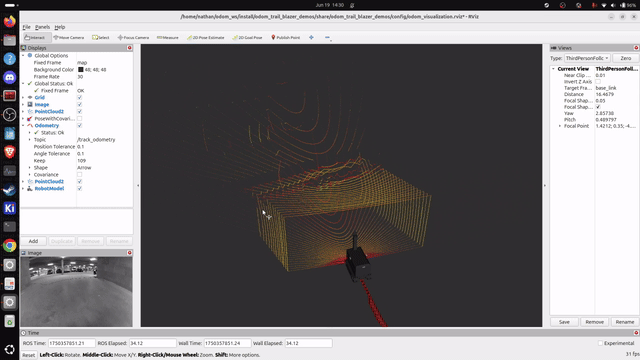 Jun 19 14:30
96%
/home/nathan/odom_ws/install/odom_trail_blazer_demos/share/odom_trail_blazer_demos/config/odom_visualization.rviz* - RViz
File Panels Help
Interact Move Camera Select Focus Camera Measure 2D Pose Estimate 2D Goal Pose Publish Point
Displays
Global Options
Fixed Frame map
Background Color 48; 48; 48
Frame Rate 30
Global Status: Ok
Fixed Frame OK
Grid
Image
PointCloud2
PoseWithCovari...
Odometry
Status: Ok
Topic /track_odometry
Position Tolerance 0.1
Angle Tolerance 0.1
Keep 109
Shape Arrow
Covariance
PointCloud2
RobotModel
Add Duplicate Remove Rename
Image
Views
Type: ThirdPersonFollo Zero
Current View ThirdPersonFoll...
Near Clip ... 0.01
Invert Z Axis
Target Fra... base_link
Distance 16.4679
Focal Shap... 0.05
Focal Shap...
Yaw 2.85738
Pitch 0.489797
Focal Point 1.4212; 0.35; ...
Save Remove Rename
Time
ROS Time: 1750357851.21 ROS Elapsed: 34.12 Wall Time: 1750357851.24 Wall Elapsed: 34.12
Experimental
Reset Left-Click: Rotate. Middle-Click: Move X/Y. Right-Click/Mouse Wheel: Zoom. Shift: More options.
11 fps
Ki